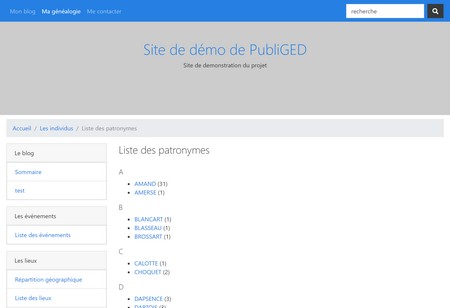 Mon blog Ma généalogie Me contacter recherche
Site de démo de PubliGED
Site de demonstration du projet
Accueil / Les individus / Liste des patronymes
Le blog
Sommaire
test
Les événements
Liste des événements
Les lieux
Répartition géographique
Liste des lieux
Liste des patronymes
A
AMAND (31)
AMERSE (1)
B
BLANCART (1)
BLASSEAU (1)
BROSSART (1)
C
CALOTTE (1)
CHOQUET (2)
D
DAPSENCE (3)